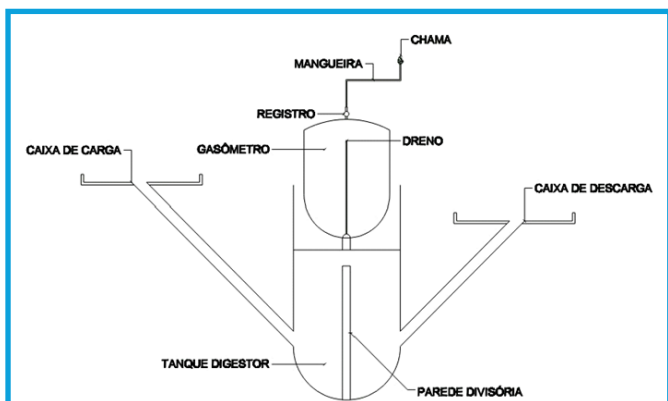 CHAMA
MANGUEIRA
REGISTRO
GASÔMETRO
DRENO
CAIXA DE CARGA
CAIXA DE DESCARGA
TANQUE DIGESTOR
PAREDE DIVISÓRIA